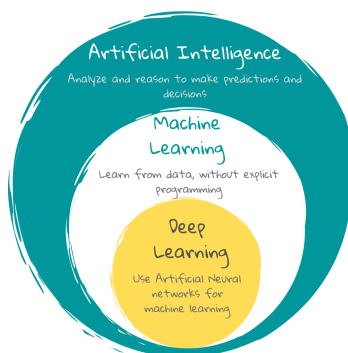 Artificial Intelligence
Analyze and reason to make predictions and
decisions
Machine
Learning
Learn from data, without explicit
programming
Deep
Learning
Use Artificial Neural
networks for
machine learning